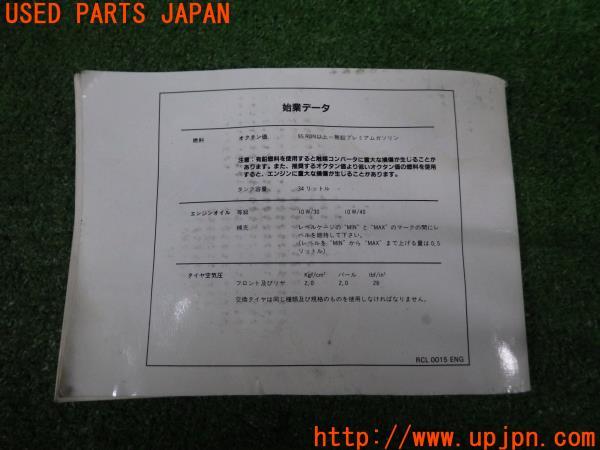 USED PARTS JAPAN
始業データ
燃料 オクタン価 95 RON以上－無鉛プレミアムガソリン
注意：有鉛燃料を使用すると触媒コンバータに重大な損傷が生じることが
あります。また、推奨するオクタン価より低いオクタン価の燃料を使用
すると、エンジンに重大な損傷が生じることがあります。
タンク容量 34 リットル
エンジンオイル 等級 10W/30 10W/40
補充 レベルゲージの "MIN" と "MAX" のマークの間にレ
ベルを維持して下さい。
(レベルを "MIN" から "MAX" まで上げる量は0.5
リットル)
タイヤ空気圧 Kgf/cm² バール lbf/in²
フロント及びリヤ 2,0 2,0 28
交換タイヤは同じ種類及び規格のものを使用しなければなりません。
RCL 0015 ENG
http://www.upjpn.com/